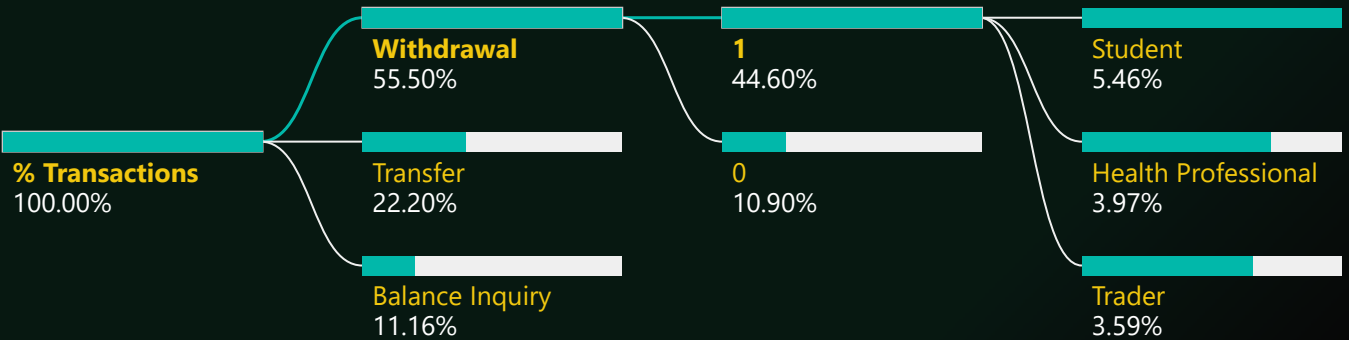 % Transactions
100.00%
Withdrawal
55.50%
Transfer
22.20%
Balance Inquiry
11.16%
1
44.60%
0
10.90%
Student
5.46%
Health Professional
3.97%
Trader
3.59%